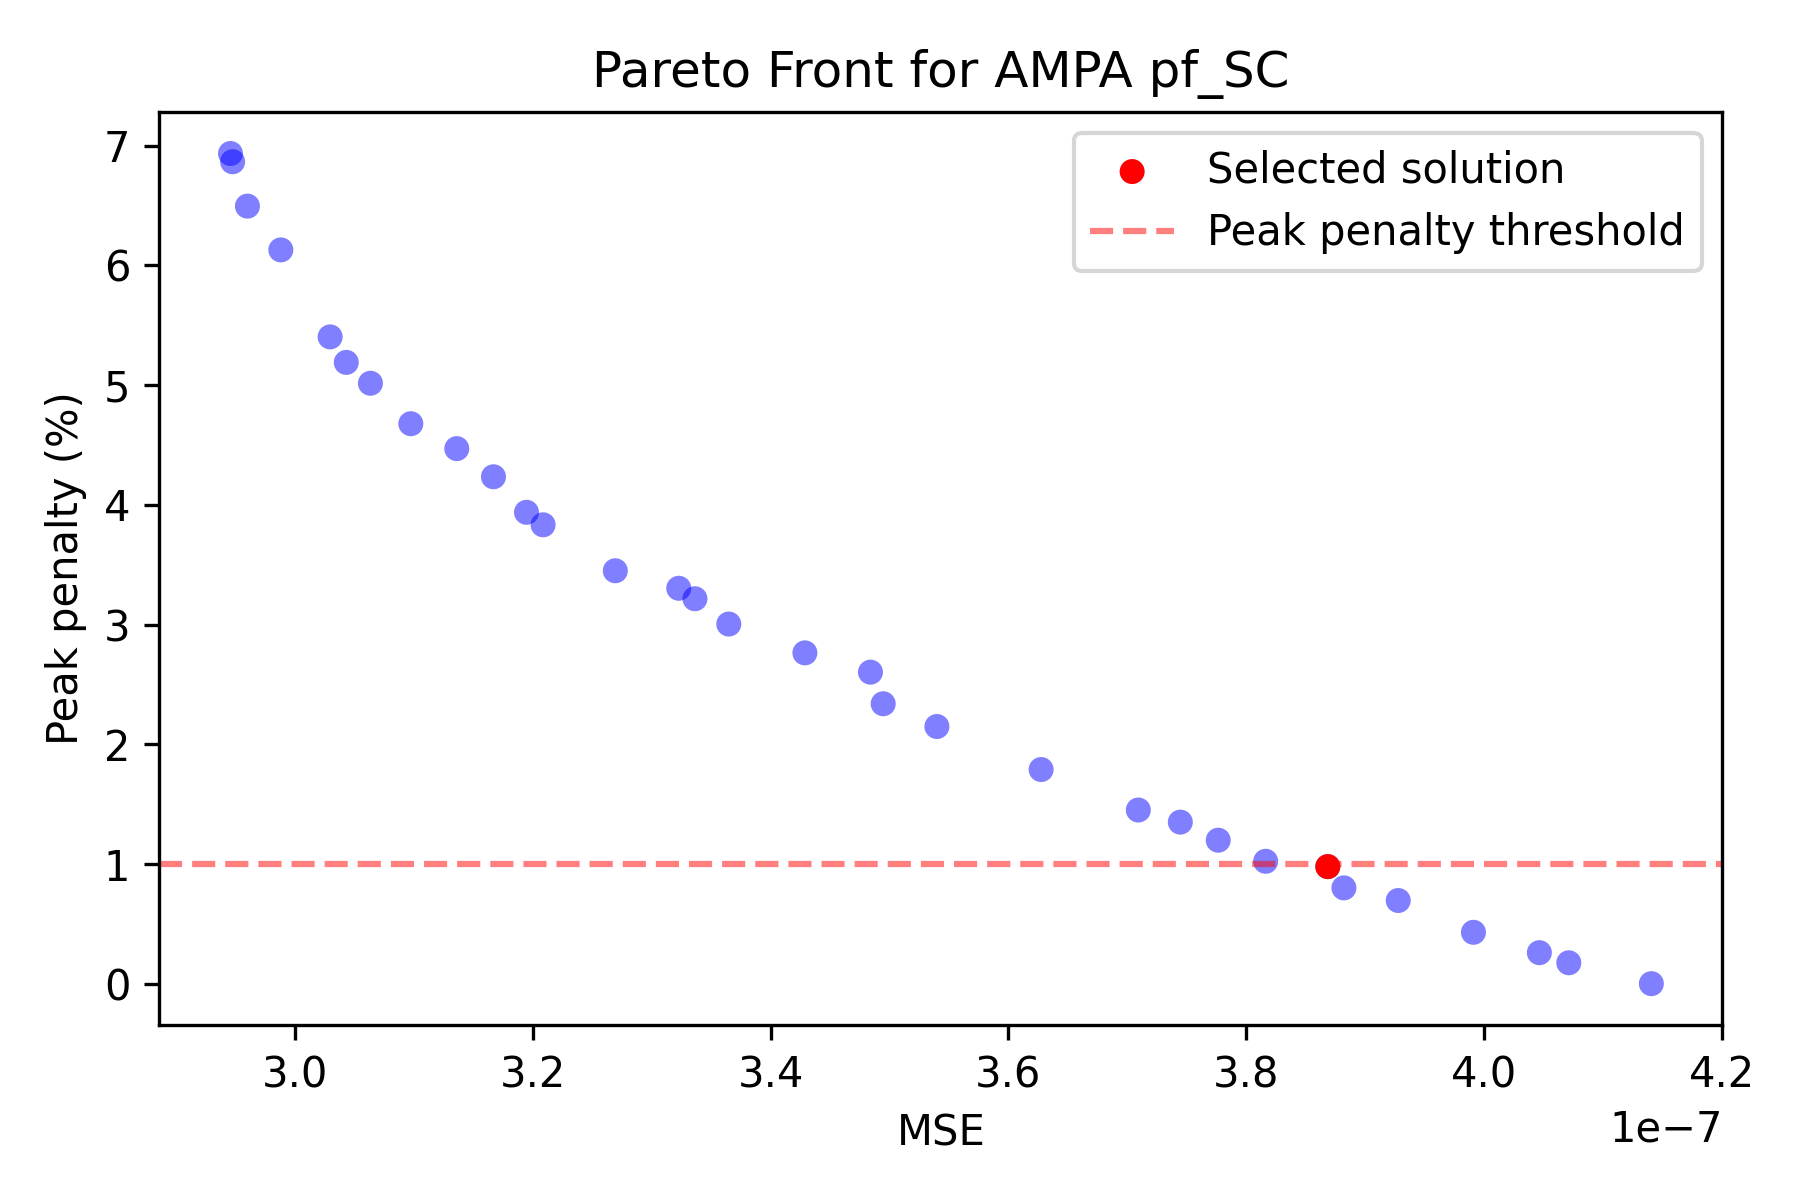 Pareto Front for AMPA pf_SC
Selected solution
Peak penalty threshold
Peak penalty (%)
7
6
5
4
3
2
1
0
3.0 3.2 3.4 3.6 3.8 4.0 4.2
MSE
1e−7